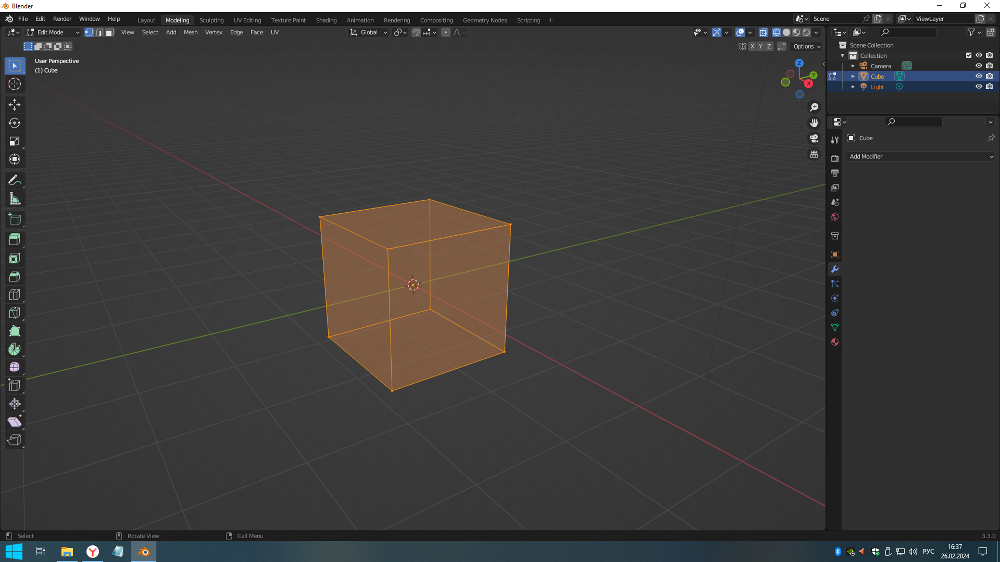 Blender
File Edit Render Window Help Layout Modeling Sculpting UV Editing Texture Paint Shading Animation Rendering Compositing Geometry Nodes Scripting + Scene ViewLayer
Edit Mode View Select Add Mesh Vertex Edge Face UV Global
X Y Z Options
User Perspective
(1) Cube
Z
Y
X
Scene Collection
Collection
Camera
Cube
Light
Cube
Add Modifier
Select Rotate View Call Menu 3.3.0
РУС
16:37
26.02.2024